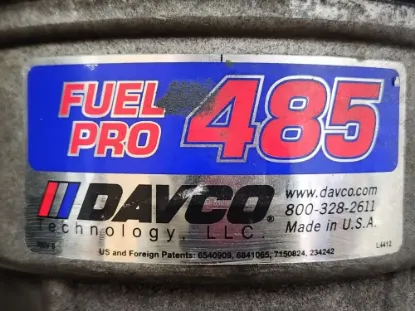 FUEL
PRO 485
DAVCO®
Technology, LLC.
www.davco.com
800-328-2611
Made in U.S.A.
US and Foreign Patents: 6540909, 6841065, 7150824, 234242
L4412